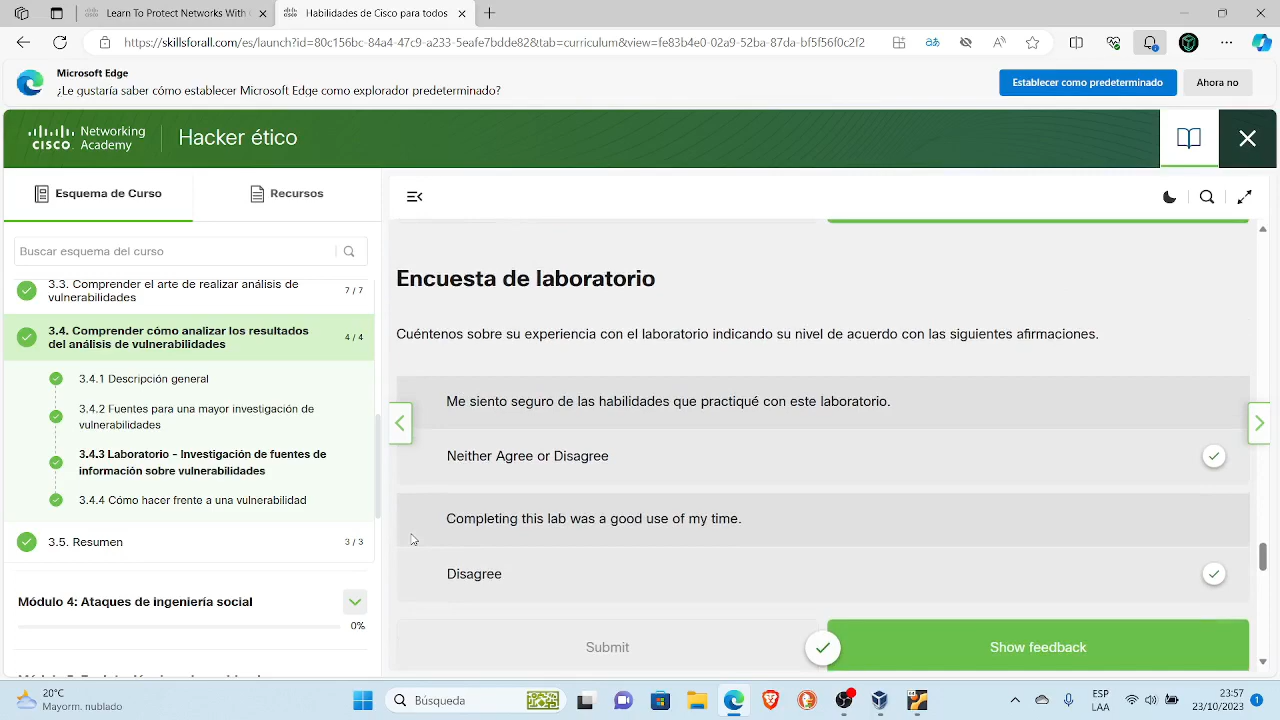 Learn To Protect Networks With
Habilidades de Cisco para todos
https://skillsforall.com/es/launch?id=80c156bc-84a4-47c9-a233-5eafe7bdde82&tab=curriculum&view=fe83b4e0-02a9-52ba-87da-bf5f56f0c2f2
Microsoft Edge
¿Le gustaría saber cómo establecer Microsoft Edge como navegador predeterminado?
Establecer como predeterminado
Ahora no
Networking
CISCO Academy
Hacker ético
Esquema de Curso
Recursos
Buscar esquema del curso
3.3. Comprender el arte de realizar análisis de
vulnerabilidades
7 / 7
3.4. Comprender cómo analizar los resultados
del análisis de vulnerabilidades
4 / 4
3.4.1 Descripción general
3.4.2 Fuentes para una mayor investigación de
vulnerabilidades
3.4.3 Laboratorio - Investigación de fuentes de
información sobre vulnerabilidades
3.4.4 Cómo hacer frente a una vulnerabilidad
3.5. Resumen
3 / 3
Módulo 4: Ataques de ingeniería social
0%
Encuesta de laboratorio
Cuéntenos sobre su experiencia con el laboratorio indicando su nivel de acuerdo con las siguientes afirmaciones.
Me siento seguro de las habilidades que practiqué con este laboratorio.
Neither Agree or Disagree
Completing this lab was a good use of my time.
Disagree
Submit
Show feedback
20°C
Mayorm. nublado
Búsqueda
ESP
LAA
23:57
23/10/2023
1